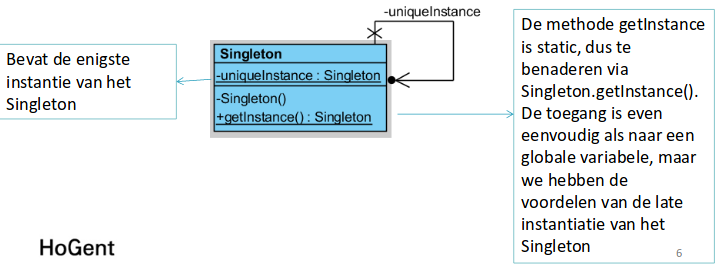 -uniqueInstance
Bevat de enigste
instantie van het
Singleton
Singleton
-uniqueInstance : Singleton
-Singleton()
+getInstance() : Singleton
De methode getInstance
is static, dus te
benaderen via
Singleton.getInstance().
De toegang is even
eenvoudig als naar een
globale variabele, maar
we hebben de
voordelen van de late
instantiatie van het
Singleton
HoGent
6